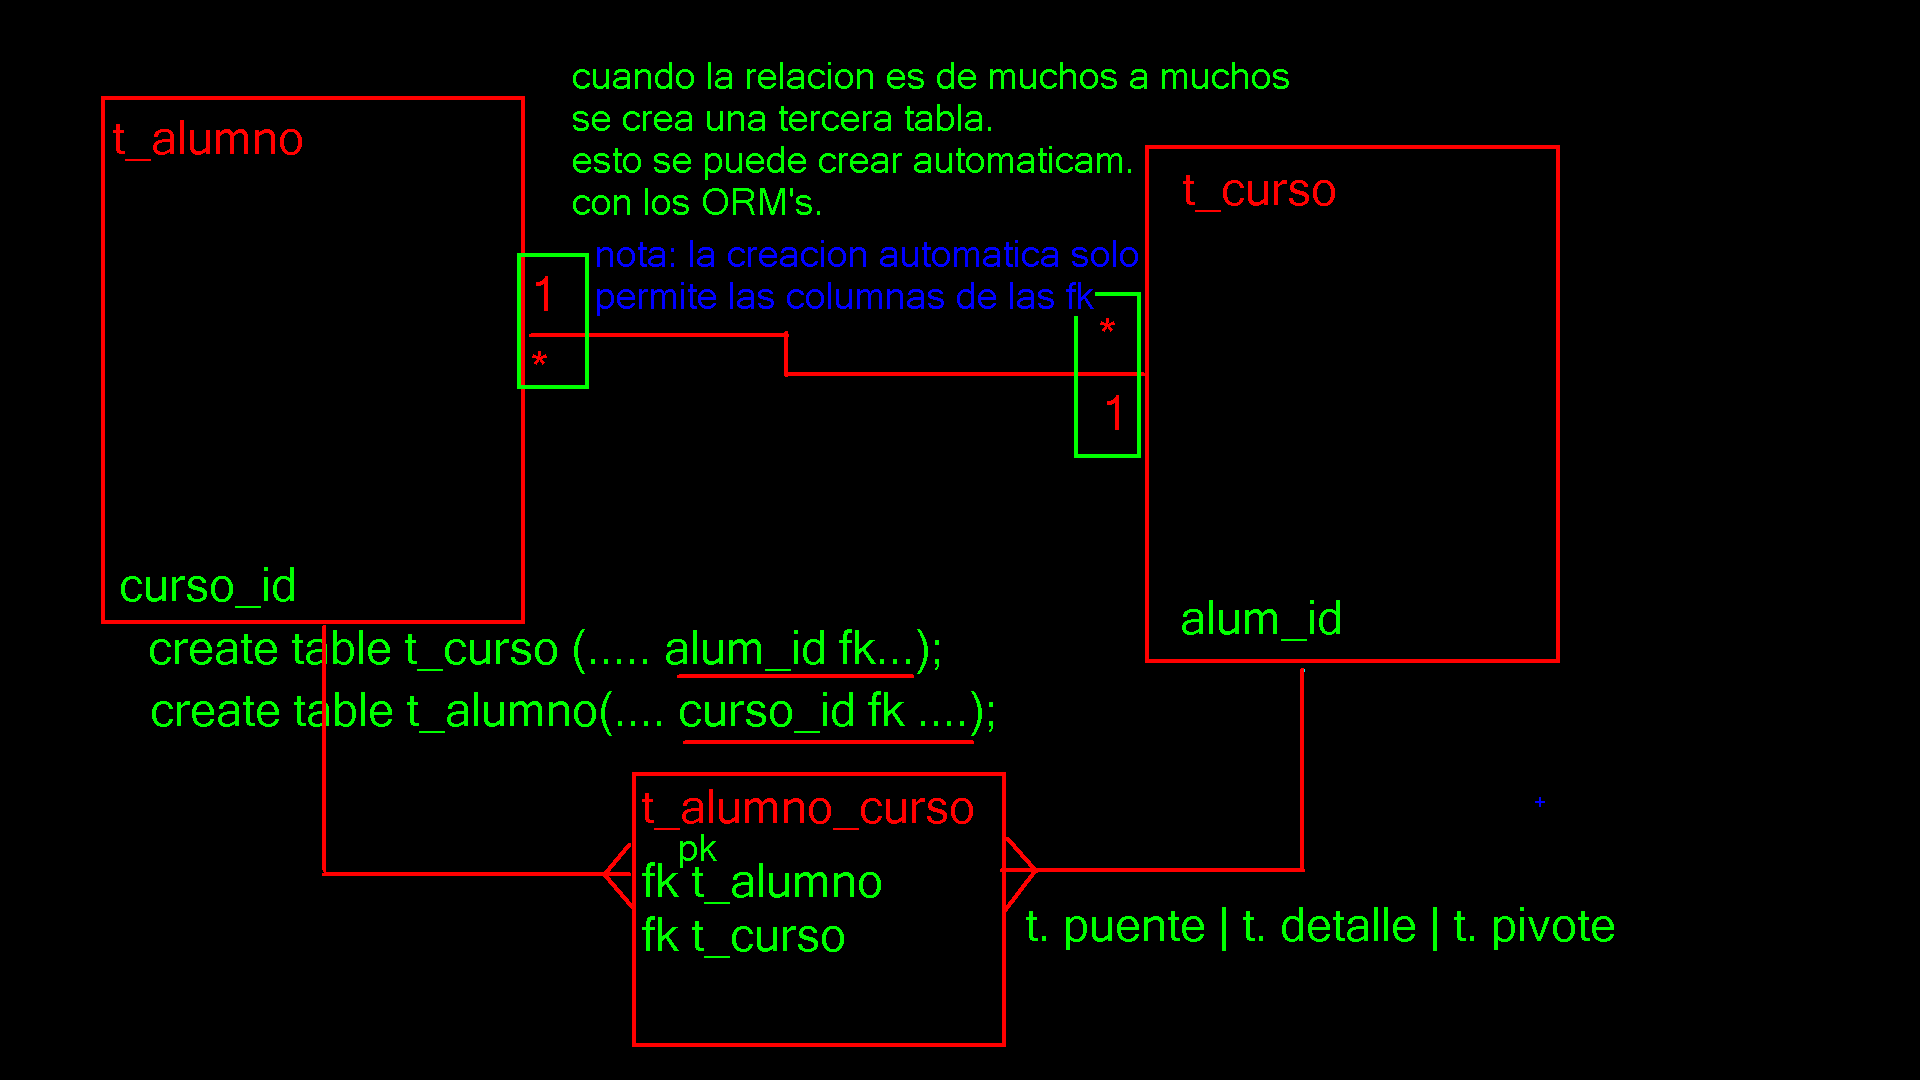 cuando la relacion es de muchos a muchos
se crea una tercera tabla.
esto se puede crear automaticam.
con los ORM's.
t_alumno
t_curso
nota: la creacion automatica solo
permite las columnas de las fk
1
*
*
1
curso_id
alum_id
create table t_curso (..... alum_id fk...);
create table t_alumno(.... curso_id fk ....);
t_alumno_curso
pk
fk t_alumno
fk t_curso
t. puente | t. detalle | t. pivote